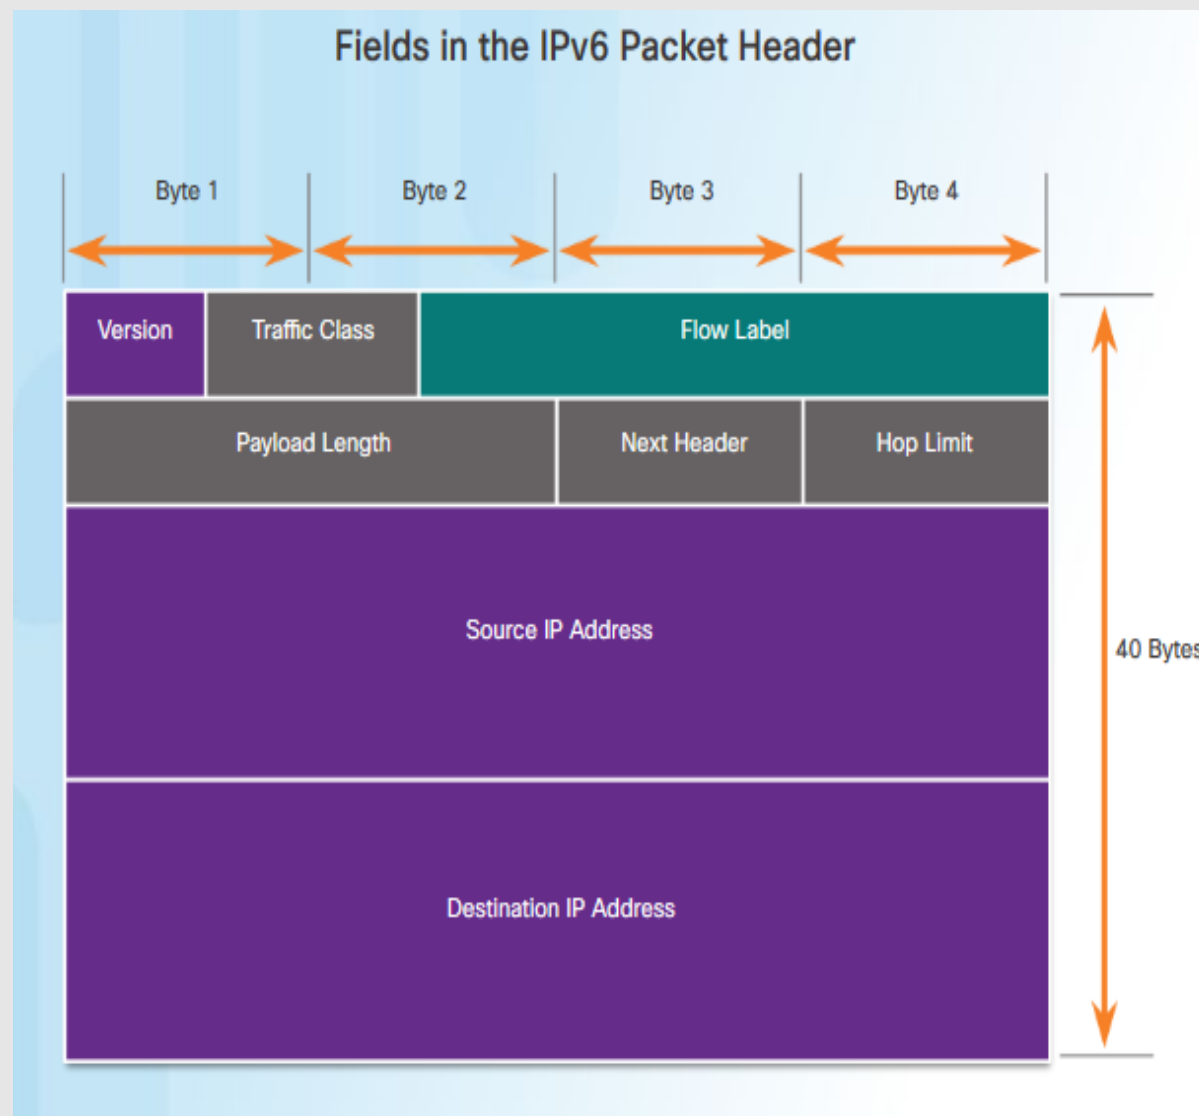 Fields in the IPv6 Packet Header
Byte 1 Byte 2 Byte 3 Byte 4
Version Traffic Class Flow Label
Payload Length Next Header Hop Limit
Source IP Address
40 Bytes
Destination IP Address